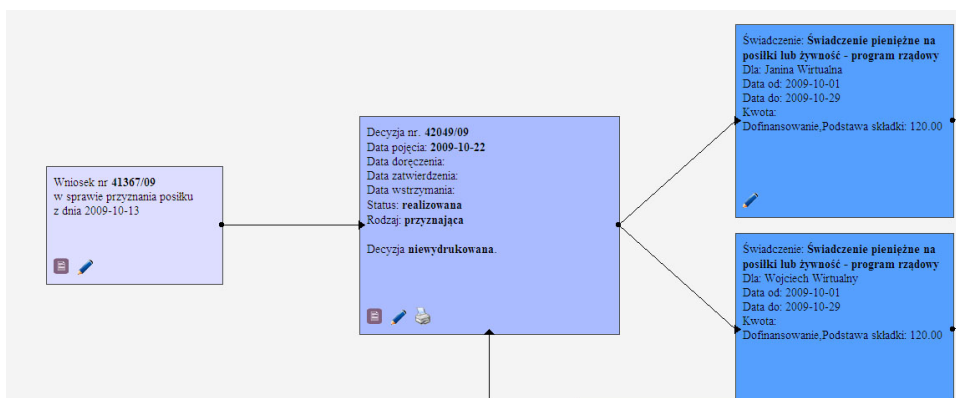 Wniosek nr 41367/09
w sprawie przyznania posiłku
z dnia 2009-10-13
Decyzja nr. 42049/09
Data pojęcia: 2009-10-22
Data doręczenia:
Data zatwierdzenia:
Data wstrzymania:
Status: realizowana
Rodzaj: przyznająca
Decyzja niewydrukowana.
Świadczenie: Świadczenie pieniężne na
posiłki lub żywność - program rządowy
Dla: Janina Wirtualna
Data od: 2009-10-01
Data do: 2009-10-29
Kwota:
Dofinansowanie,Podstawa składki: 120.00
Świadczenie: Świadczenie pieniężne na
posiłki lub żywność - program rządowy
Dla: Wojciech Wirtualny
Data od: 2009-10-01
Data do: 2009-10-29
Kwota:
Dofinansowanie,Podstawa składki: 120.00